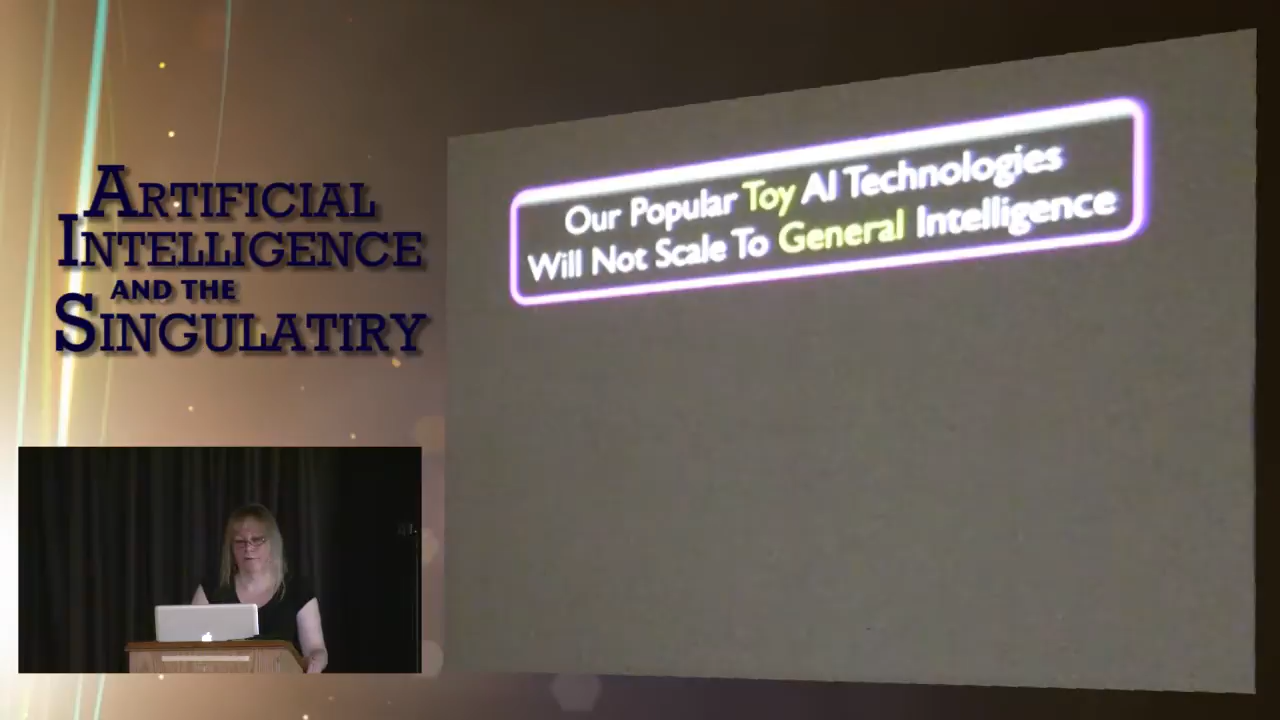 ARTIFICIAL
INTELLIGENCE
AND THE
SINGULATIRY
Our Popular Toy AI Technologies
Will Not Scale To General Intelligence